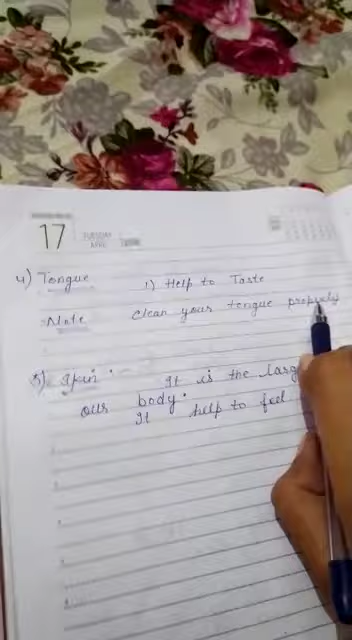 17
TUESDAY
APRIL
4) Tongue 1) Help to Taste
Note Clean your tongue properly
5) Skin It is the larg
our body.
It help to feel